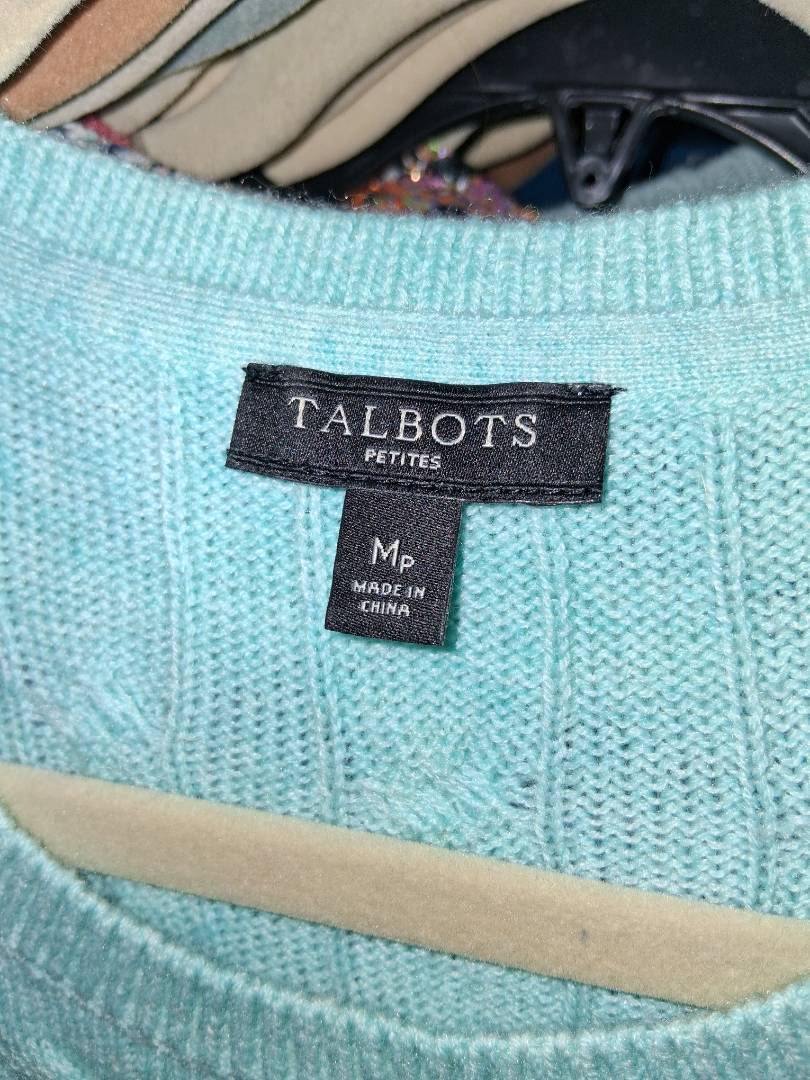 TALBOTS
PETITES
MP
MADE IN
CHINA